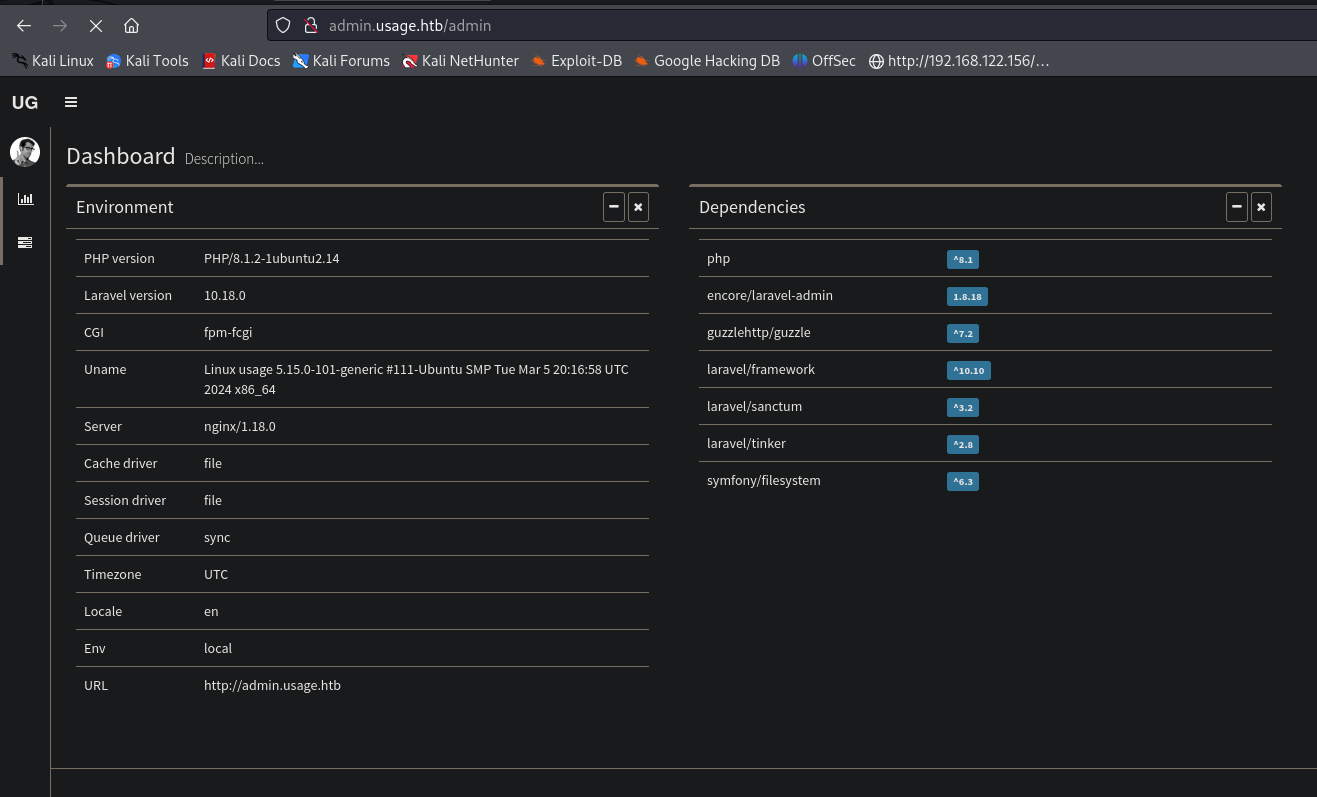 admin.usage.htb/admin
Kali Linux Kali Tools Kali Docs Kali Forums Kali NetHunter Exploit-DB Google Hacking DB OffSec http://192.168.122.156/…
UG
Dashboard Description...
Environment
PHP version PHP/8.1.2-1ubuntu2.14
Laravel version 10.18.0
CGI fpm-fcgi
Uname Linux usage 5.15.0-101-generic #111-Ubuntu SMP Tue Mar 5 20:16:58 UTC
2024 x86_64
Server nginx/1.18.0
Cache driver file
Session driver file
Queue driver sync
Timezone UTC
Locale en
Env local
URL http://admin.usage.htb
Dependencies
php ^8.1
encore/laravel-admin 1.8.18
guzzlehttp/guzzle ^7.2
laravel/framework ^10.10
laravel/sanctum ^3.2
laravel/tinker ^2.8
symfony/filesystem ^6.3